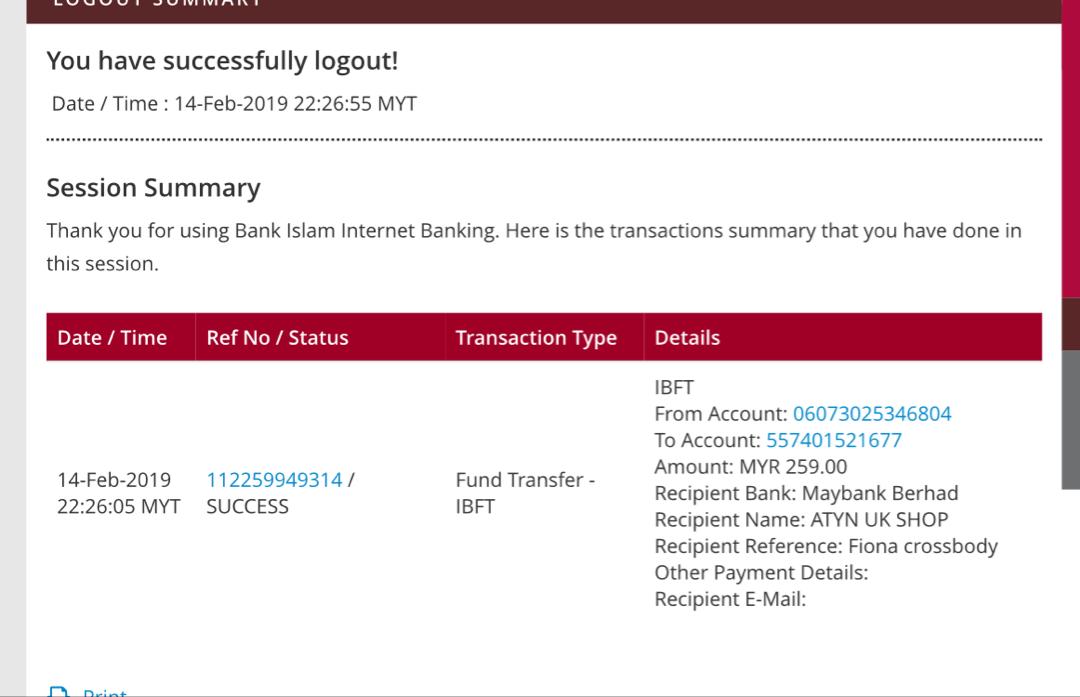 LOGOUT SUMMARY
You have successfully logout!
Date / Time : 14-Feb-2019 22:26:55 MYT
Session Summary
Thank you for using Bank Islam Internet Banking. Here is the transactions summary that you have done in
this session.
Date / Time Ref No / Status Transaction Type Details
IBFT
From Account: 06073025346804
To Account: 557401521677
Amount: MYR 259.00
14-Feb-2019 112259949314 / Fund Transfer - Recipient Bank: Maybank Berhad
22:26:05 MYT SUCCESS IBFT
Recipient Name: ATYN UK SHOP
Recipient Reference: Fiona crossbody
Other Payment Details:
Recipient E-Mail:
Print